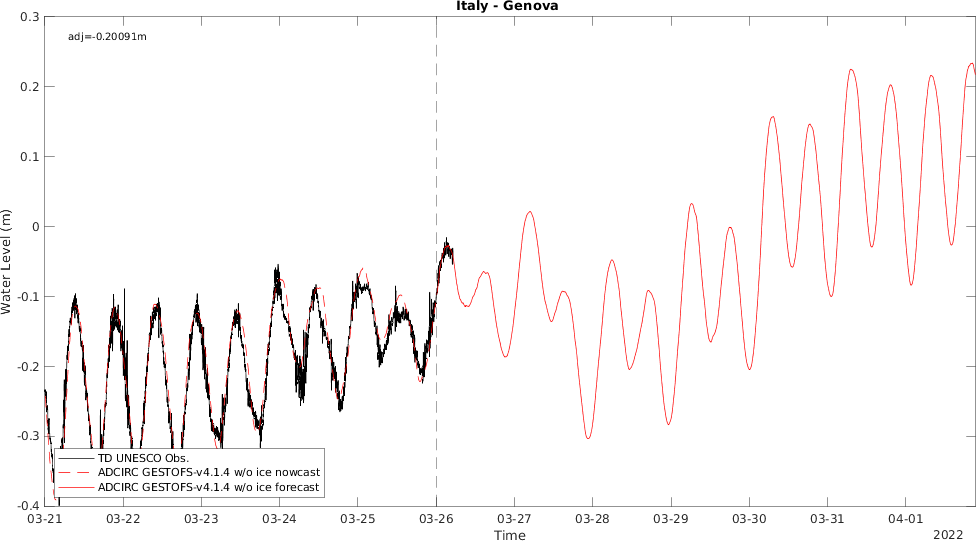 Italy - Genova
adj=-0.20091m
0.3
0.2
0.1
0
-0.1
-0.2
-0.3
-0.4
Water Level (m)
TD UNESCO Obs.
ADCIRC GESTOFS-v4.1.4 w/o ice nowcast
ADCIRC GESTOFS-v4.1.4 w/o ice forecast
03-21 03-22 03-23 03-24 03-25 03-26 03-27 03-28 03-29 03-30 03-31 04-01
Time
2022